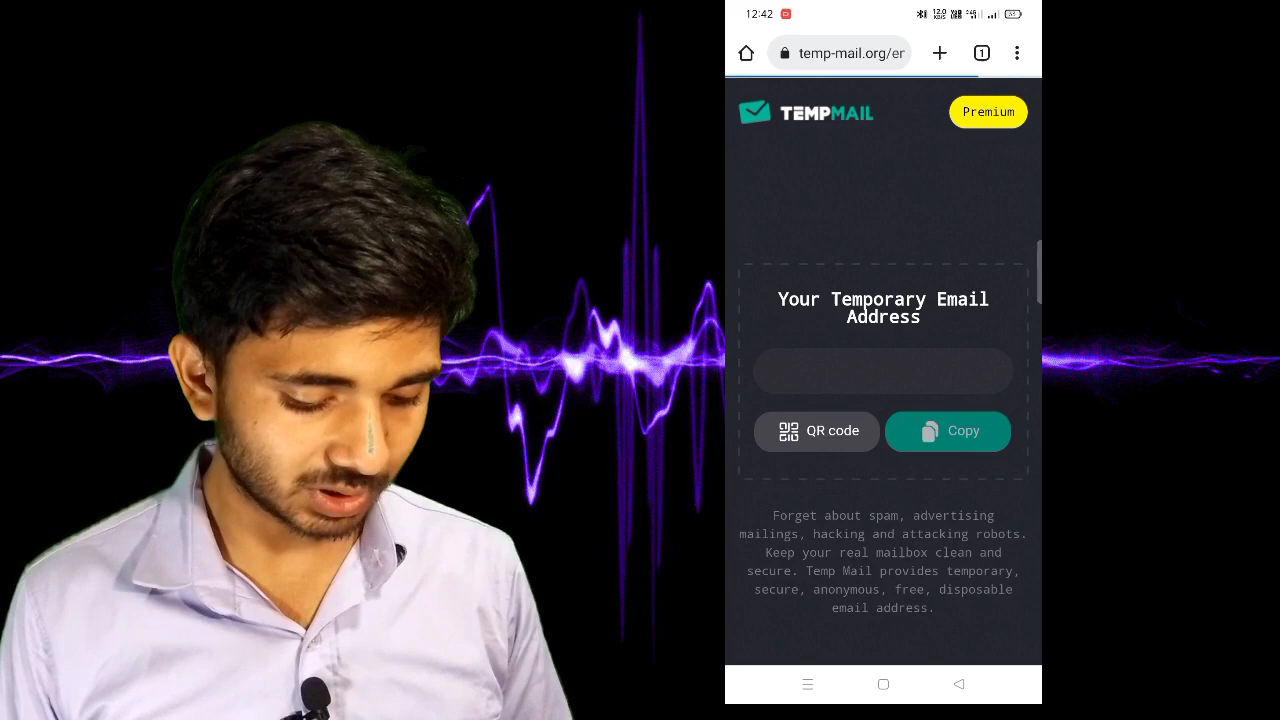 12:42
temp-mail.org/er
1
TEMPMAIL
Premium
Your Temporary Email
Address
QR code
Copy
Forget about spam, advertising
mailings, hacking and attacking robots.
Keep your real mailbox clean and
secure. Temp Mail provides temporary,
secure, anonymous, free, disposable
email address.